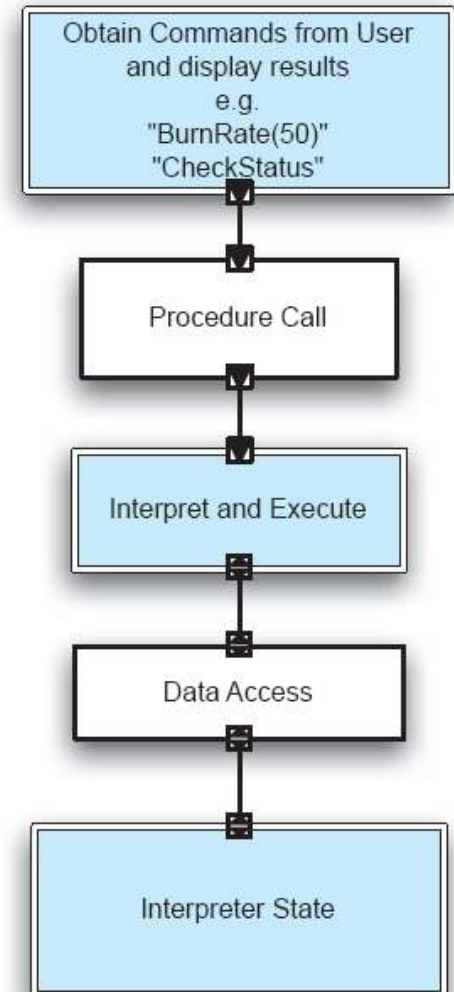 Obtain Commands from User
and display results
e.g.
"BurnRate(50)"
"CheckStatus"
Procedure Call
Interpret and Execute
Data Access
Interpreter State